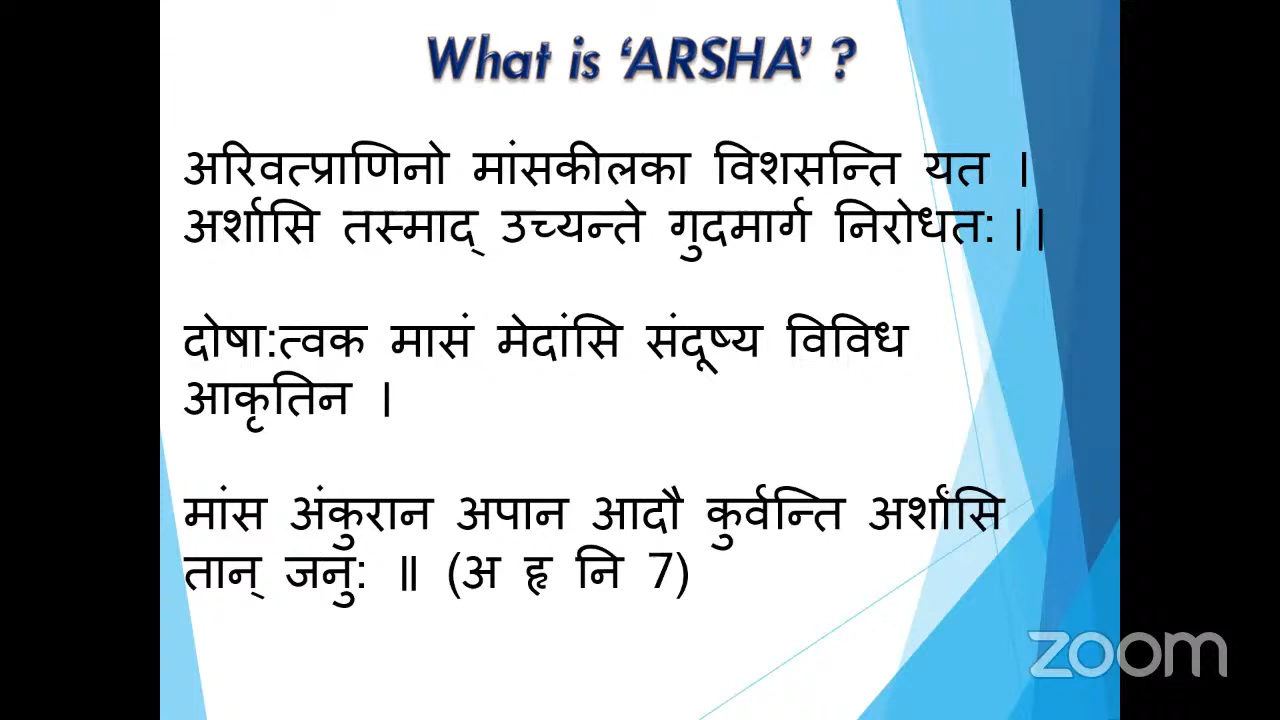 What is ‘ARSHA’ ?
अरिवत्प्राणिनो मांसकीलका विशसन्ति यत ।
अर्शासि तस्माद् उच्यन्ते गुदमार्ग निरोधत: ||
दोषा:त्वक मासं मेदांसि संदूष्य विविध
आकृतिन ।
मांस अंकुरान अपान आदौ कुर्वन्ति अर्शांसि
तान् जनु: ॥ (अ हृ नि 7)
zoom